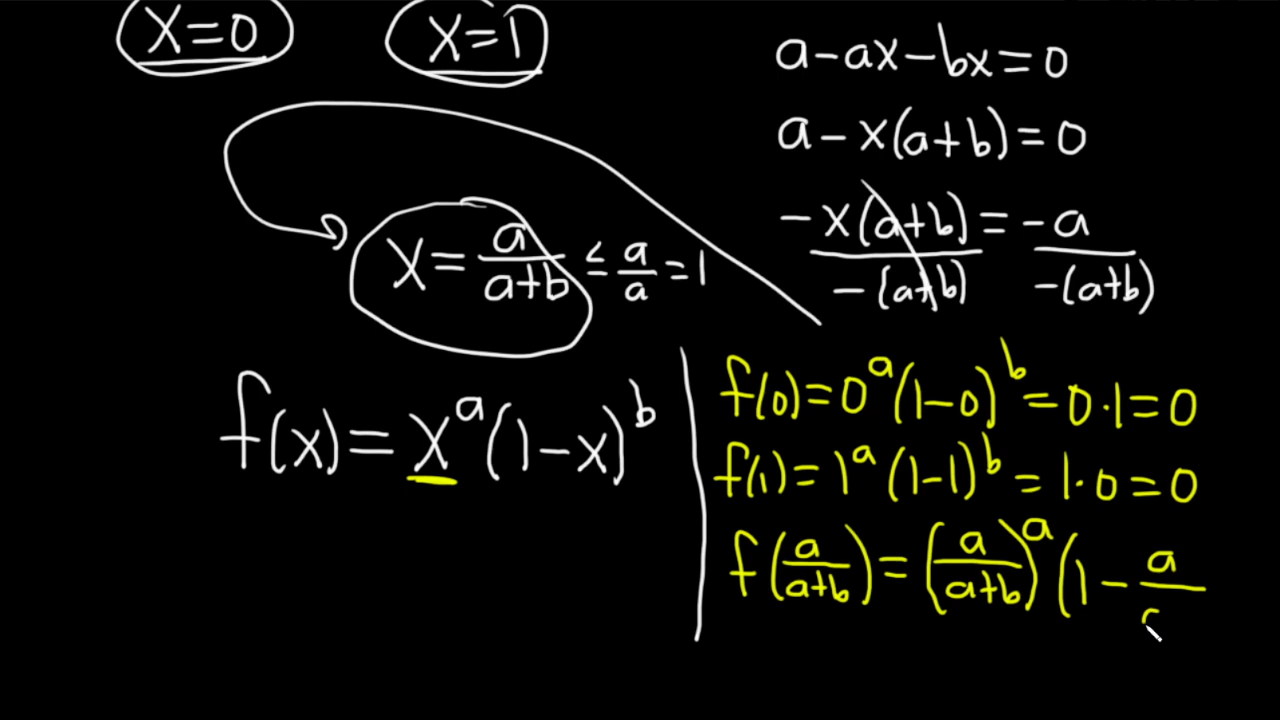 x=0 x=1
a-ax-bx=0
a-x(a+b)=0
-x(a+b)/-(a+b) = -a/-(a+b)
x=a/(a+b) ≤ a/a =1
f(x)=x^a(1-x)^b
f(0)=0^a(1-0)^b=0·1=0
f(1)=1^a(1-1)^b=1·0=0
f(a/(a+b))=(a/(a+b))^a(1-a/